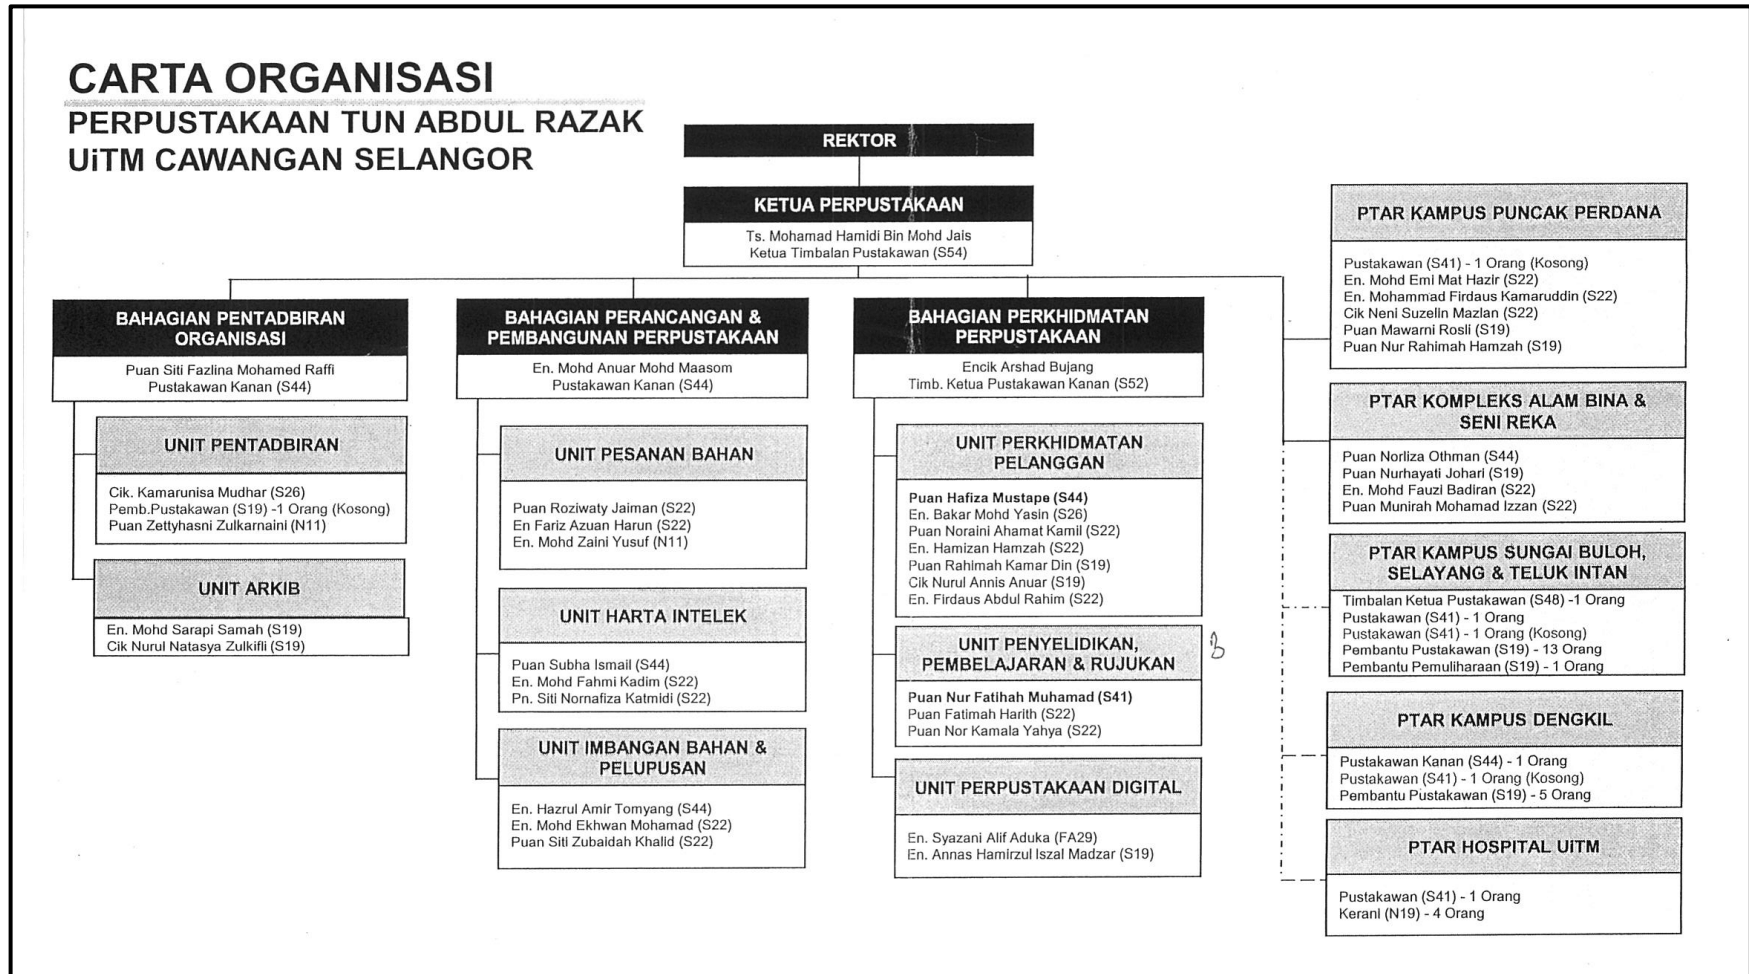 CARTA ORGANISASI
PERPUSTAKAAN TUN ABDUL RAZAK
UiTM CAWANGAN SELANGOR
REKTOR
KETUA PERPUSTAKAAN
Ts. Mohamad Hamidi Bin Mohd Jais
Ketua Timbalan Pustakawan (S54)
BAHAGIAN PENTADBIRAN
ORGANISASI
Puan Siti Fazlina Mohamed Raffi
Pustakawan Kanan (S44)
UNIT PENTADBIRAN
Cik. Kamarunisa Mudhar (S26)
Pemb.Pustakawan (S19) -1 Orang (Kosong)
Puan Zettyhasni Zulkarnaini (N11)
UNIT ARKIB
En. Mohd Sarapi Samah (S19)
Cik Nurul Natasya Zulkifli (S19)
BAHAGIAN PERANCANGAN &
PEMBANGUNAN PERPUSTAKAAN
En. Mohd Anuar Mohd Maasom
Pustakawan Kanan (S44)
UNIT PESANAN BAHAN
Puan Roziwaty Jaiman (S22)
En Fariz Azuan Harun (S22)
En. Mohd Zaini Yusuf (N11)
UNIT HARTA INTELEK
Puan Subha Ismail (S44)
En. Mohd Fahmi Kadim (S22)
Pn. Siti Nornafiza Katmidi (S22)
UNIT IMBANGAN BAHAN &
PELUPUSAN
En. Hazrul Amir Tomyang (S44)
En. Mohd Ekhwan Mohamad (S22)
Puan Siti Zubaidah Khalid (S22)
BAHAGIAN PERKHIDMATAN
PERPUSTAKAAN
Encik Arshad Bujang
Timb. Ketua Pustakawan Kanan (S52)
UNIT PERKHIDMATAN
PELANGGAN
Puan Hafiza Mustape (S44)
En. Bakar Mohd Yasin (S26)
Puan Noraini Ahamat Kamil (S22)
En. Hamizan Hamzah (S22)
Puan Rahimah Kamar Din (S19)
Cik Nurul Annis Anuar (S19)
En. Firdaus Abdul Rahim (S22)
UNIT PENYELIDIKAN,
PEMBELAJARAN & RUJUKAN
Puan Nur Fatihah Muhamad (S41)
Puan Fatimah Harith (S22)
Puan Nor Kamala Yahya (S22)
UNIT PERPUSTAKAAN DIGITAL
En. Syazani Alif Aduka (FA29)
En. Annas Hamirzul Iszal Madzar (S19)
PTAR KAMPUS PUNCAK PERDANA
Pustakawan (S41) - 1 Orang (Kosong)
En. Mohd Emi Mat Hazir (S22)
En. Mohammad Firdaus Kamaruddin (S22)
Cik Neni Suzelin Mazlan (S22)
Puan Mawarni Rosli (S19)
Puan Nur Rahimah Hamzah (S19)
PTAR KOMPLEKS ALAM BINA &
SENI REKA
Puan Norliza Othman (S44)
Puan Nurhayati Johari (S19)
En. Mohd Fauzi Badiran (S22)
Puan Munirah Mohamad Izzan (S22)
PTAR KAMPUS SUNGAI BULOH,
SELAYANG & TELUK INTAN
Timbalan Ketua Pustakawan (S48) -1 Orang
Pustakawan (S41) - 1 Orang
Pustakawan (S41) - 1 Orang (Kosong)
Pembantu Pustakawan (S19) - 13 Orang
Pembantu Pemuliharaan (S19) - 1 Orang
PTAR KAMPUS DENGKIL
Pustakawan Kanan (S44) - 1 Orang
Pustakawan (S41) - 1 Orang (Kosong)
Pembantu Pustakawan (S19) - 5 Orang
PTAR HOSPITAL UiTM
Pustakawan (S41) - 1 Orang
Kerani (N19) - 4 Orang